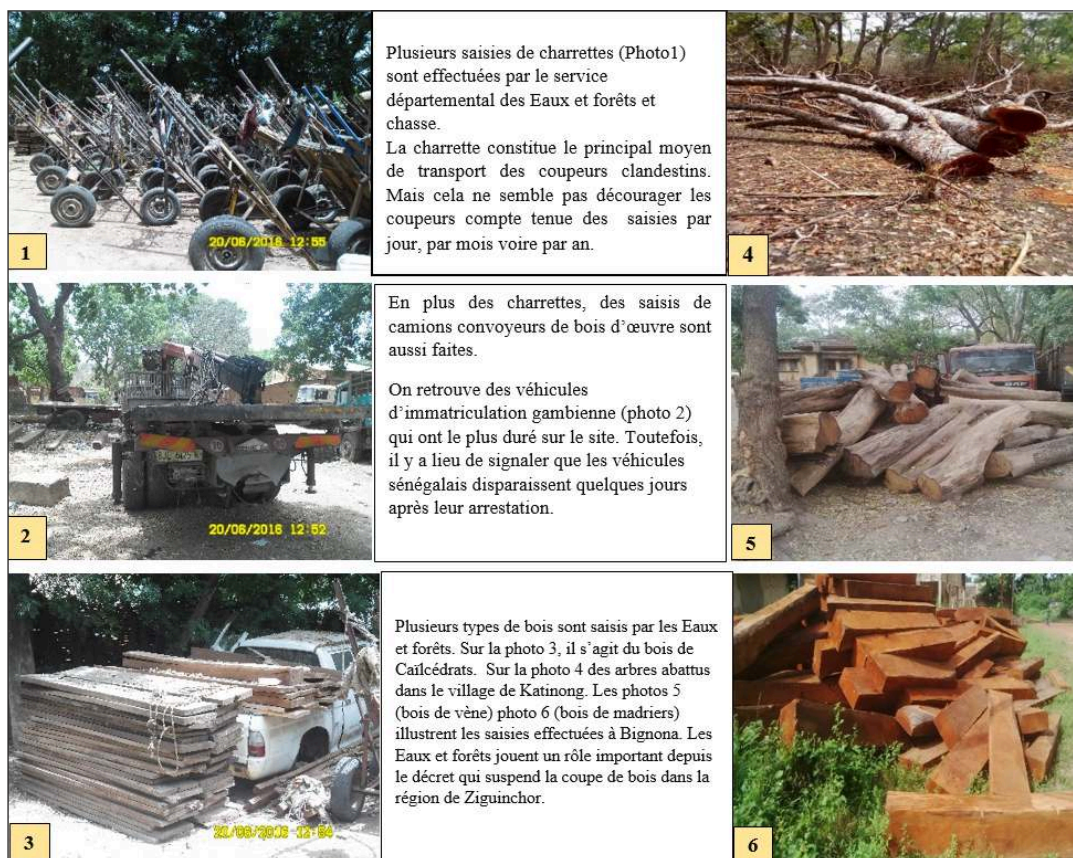 20/06/2016 12:55
1
Plusieurs saisies de charrettes (Photo1)
sont effectuées par le service
départemental des Eaux et forêts et
chasse.
La charrette constitue le principal moyen
de transport des coupeurs clandestins.
Mais cela ne semble pas décourager les
coupeurs compte tenue des saisies par
jour, par mois voire par an.
4
20/06/2016 12:52
2
En plus des charrettes, des saisis de
camions convoyeurs de bois d'œuvre sont
aussi faites.
On retrouve des véhicules
d'immatriculation gambienne (photo 2)
qui ont le plus duré sur le site. Toutefois,
il y a lieu de signaler que les véhicules
sénégalais disparaissent quelques jours
après leur arrestation.
5
3
Plusieurs types de bois sont saisis par les Eaux
et forêts. Sur la photo 3, il s'agit du bois de
Caïlcédrats. Sur la photo 4 des arbres abattus
dans le village de Katinong. Les photos 5
(bois de vène) photo 6 (bois de madriers)
illustrent les saisies effectuées à Bignona. Les
Eaux et forêts jouent un rôle important depuis
le décret qui suspend la coupe de bois dans la
région de Ziguinchor.
6